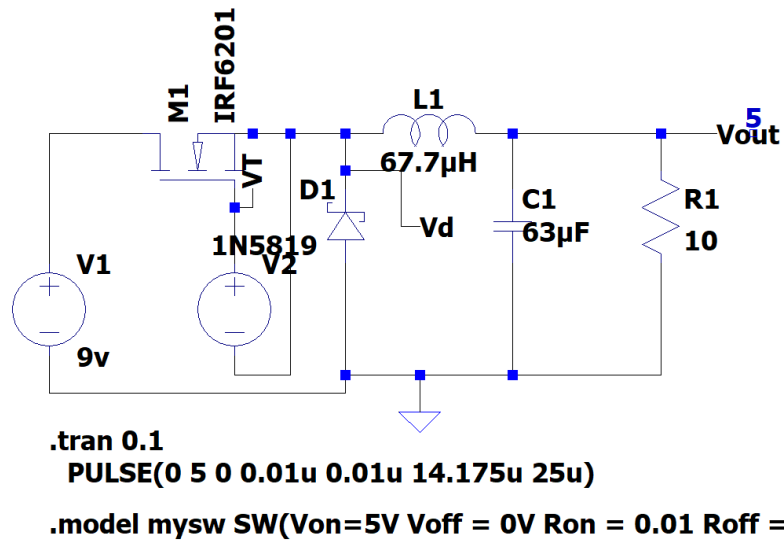 M1
IRF6201
L1
67.7µH
5
Vout
VT
D1
1N5819
Vd
C1
63µF
R1
10
V1
9v
V2
.tran 0.1
PULSE(0 5 0 0.01u 0.01u 14.175u 25u)
.model mysw SW(Von=5V Voff = 0V Ron = 0.01 Roff =